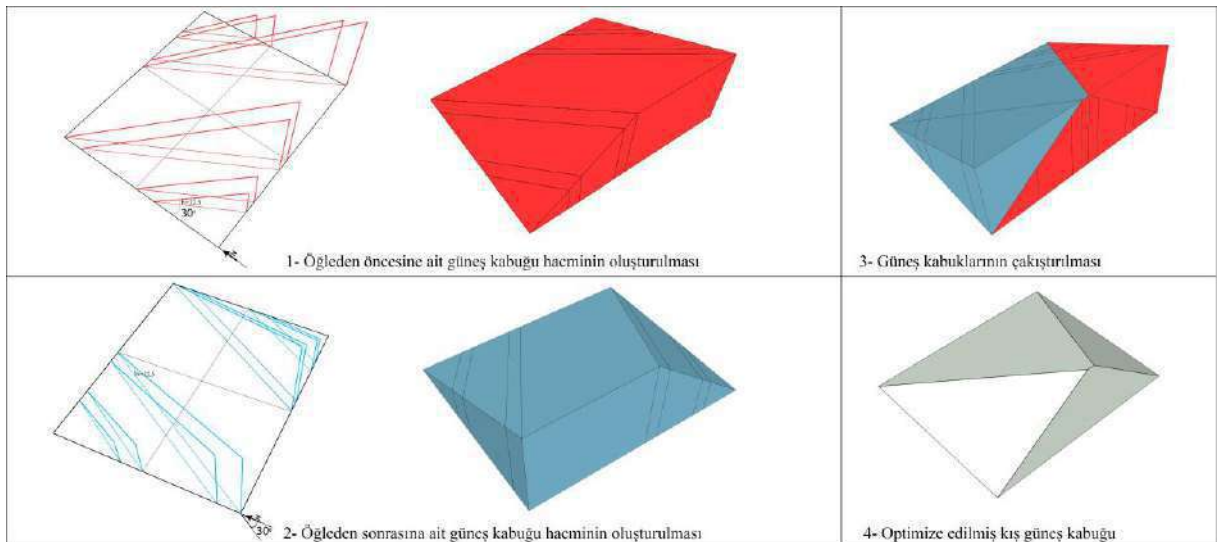 30°
1- Öğleden öncesine ait güneş kabuğu hacminin oluşturulması
3- Güneş kabuklarının çakıştırılması
30°
2- Öğleden sonrasına ait güneş kabuğu hacminin oluşturulması
4- Optimize edilmiş kış güneş kabuğu